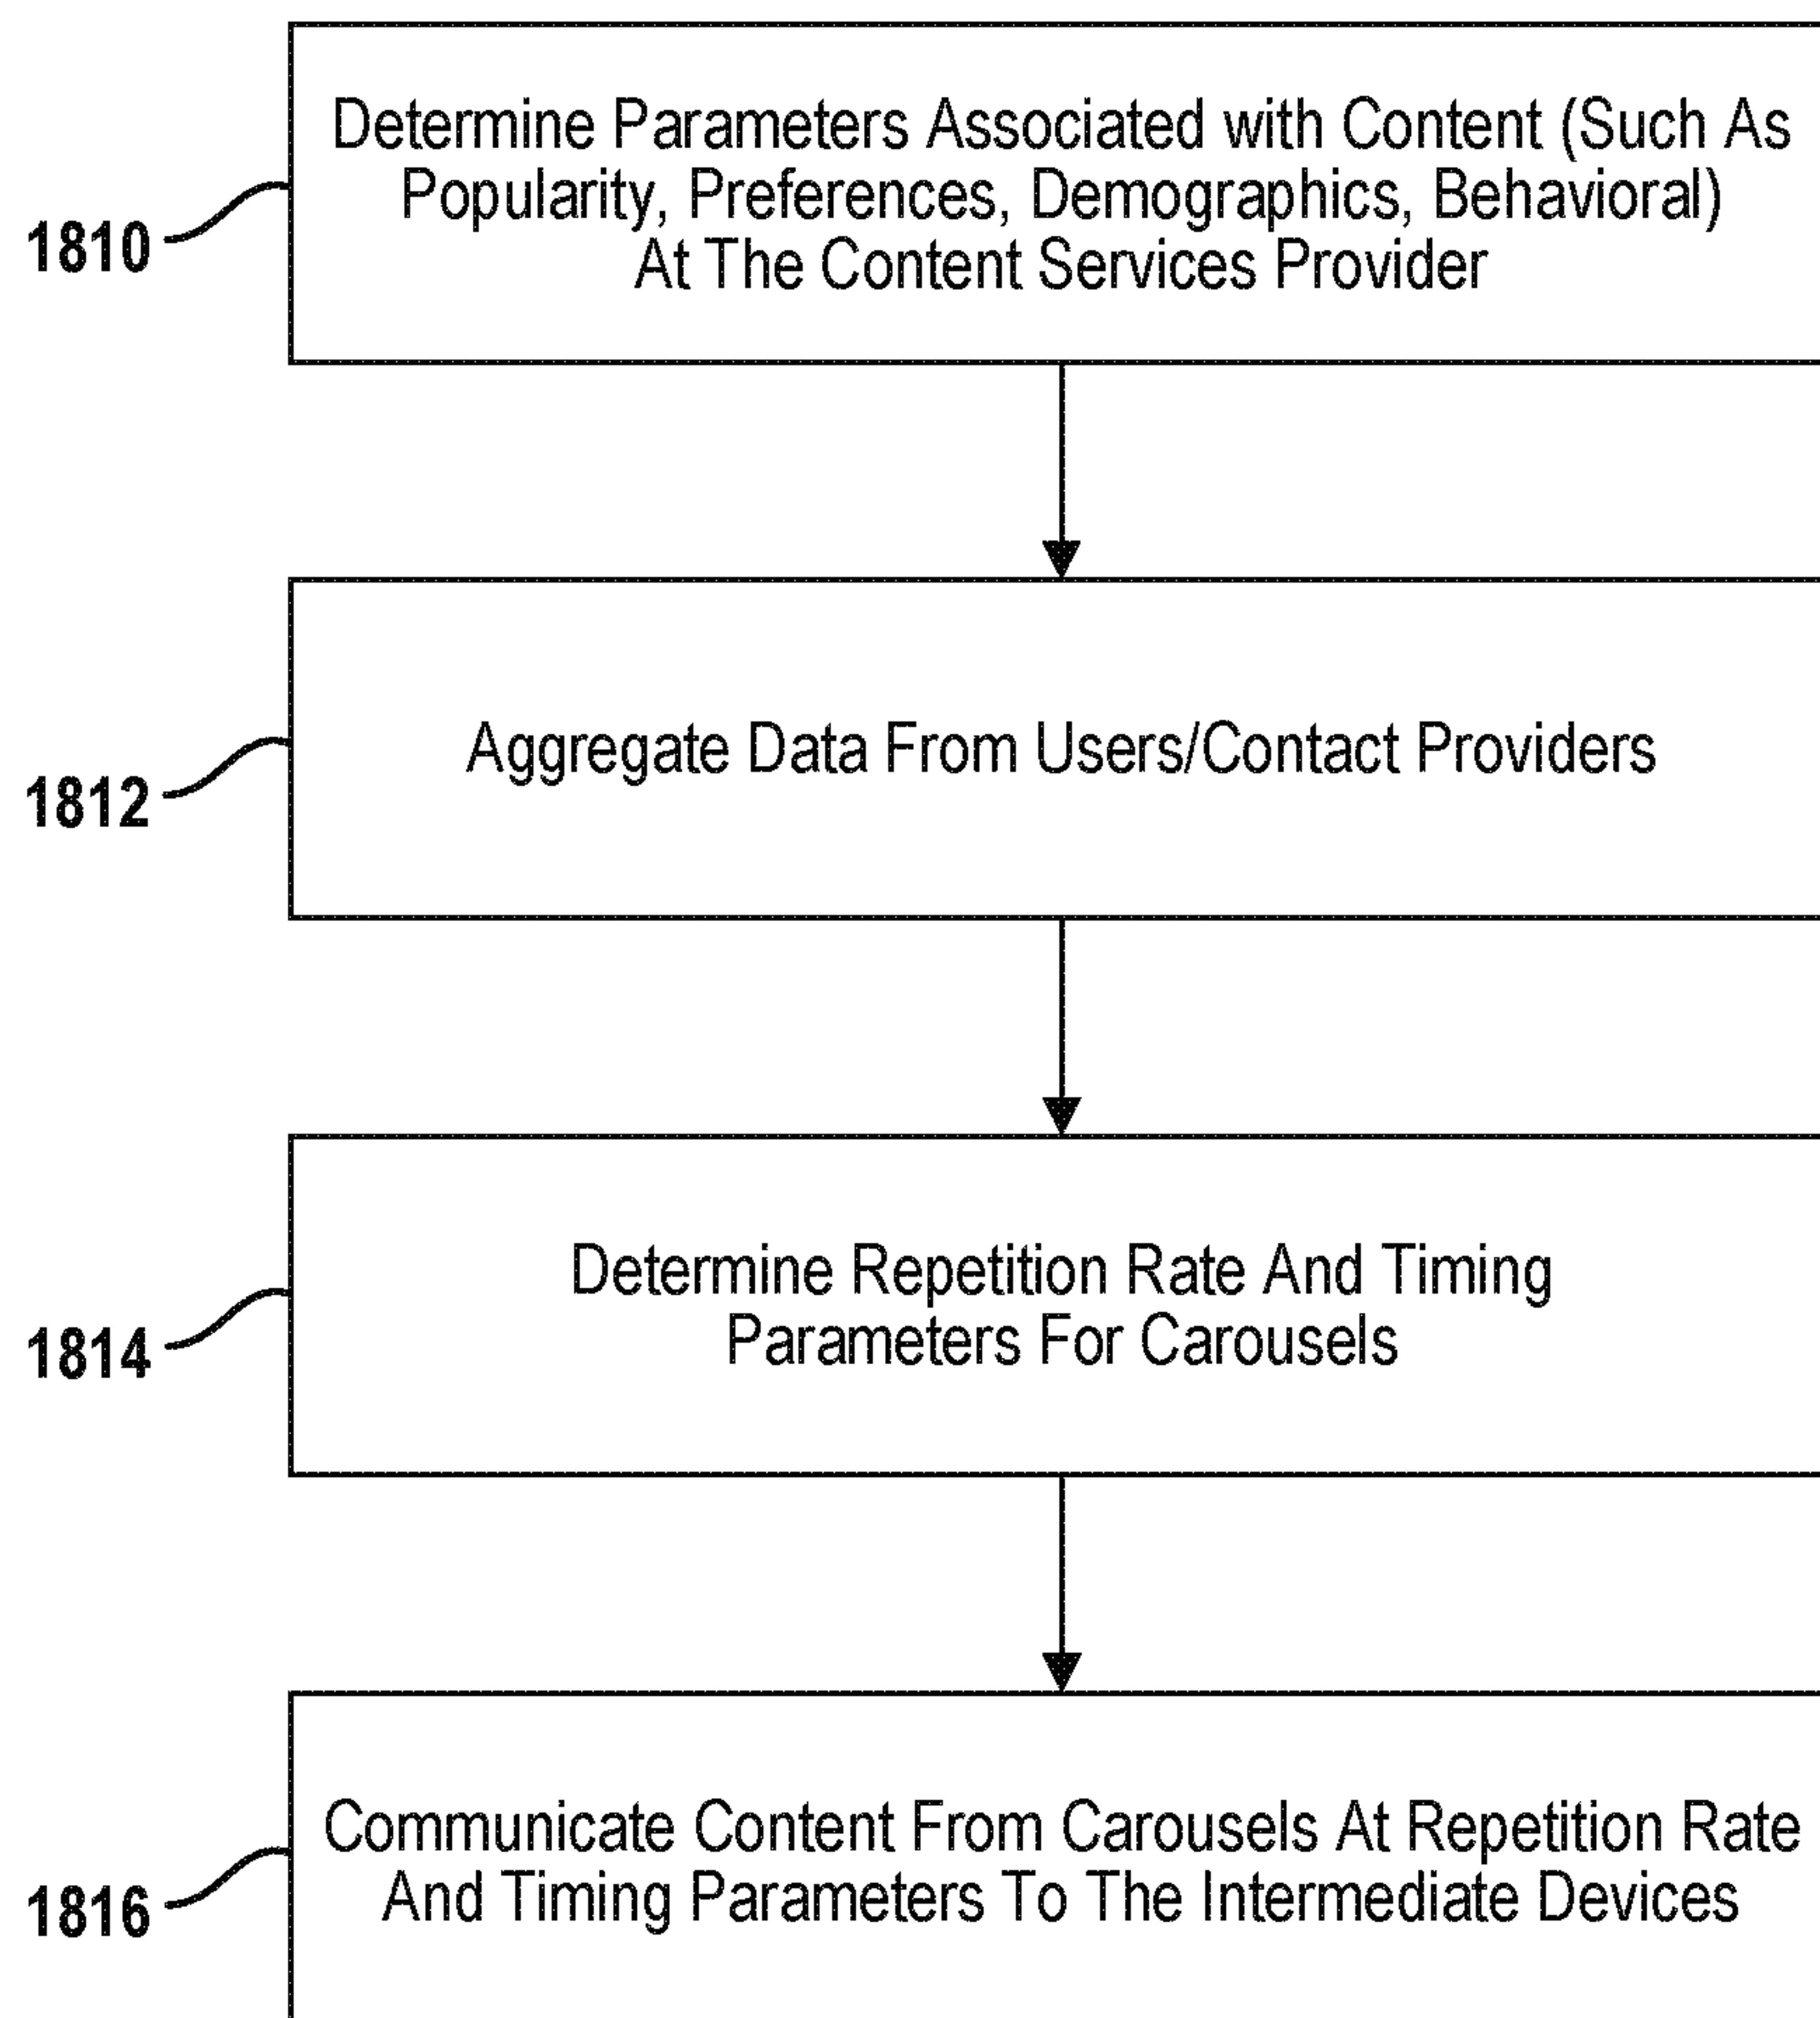 Determine Parameters Associated with Content (Such As
Popularity, Preferences, Demographics, Behavioral)
At The Content Services Provider
1810
Aggregate Data From Users/Contact Providers
1812
Determine Repetition Rate And Timing
Parameters For Carousels
1814
Communicate Content From Carousels At Repetition Rate
And Timing Parameters To The Intermediate Devices
1816